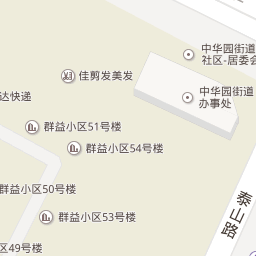 中华园街道
社区-居委会
佳剪发美发
中华园街道
办事处
达快递
群益小区51号楼
群益小区54号楼
群益小区50号楼
泰山路
群益小区53号楼
小区49号楼